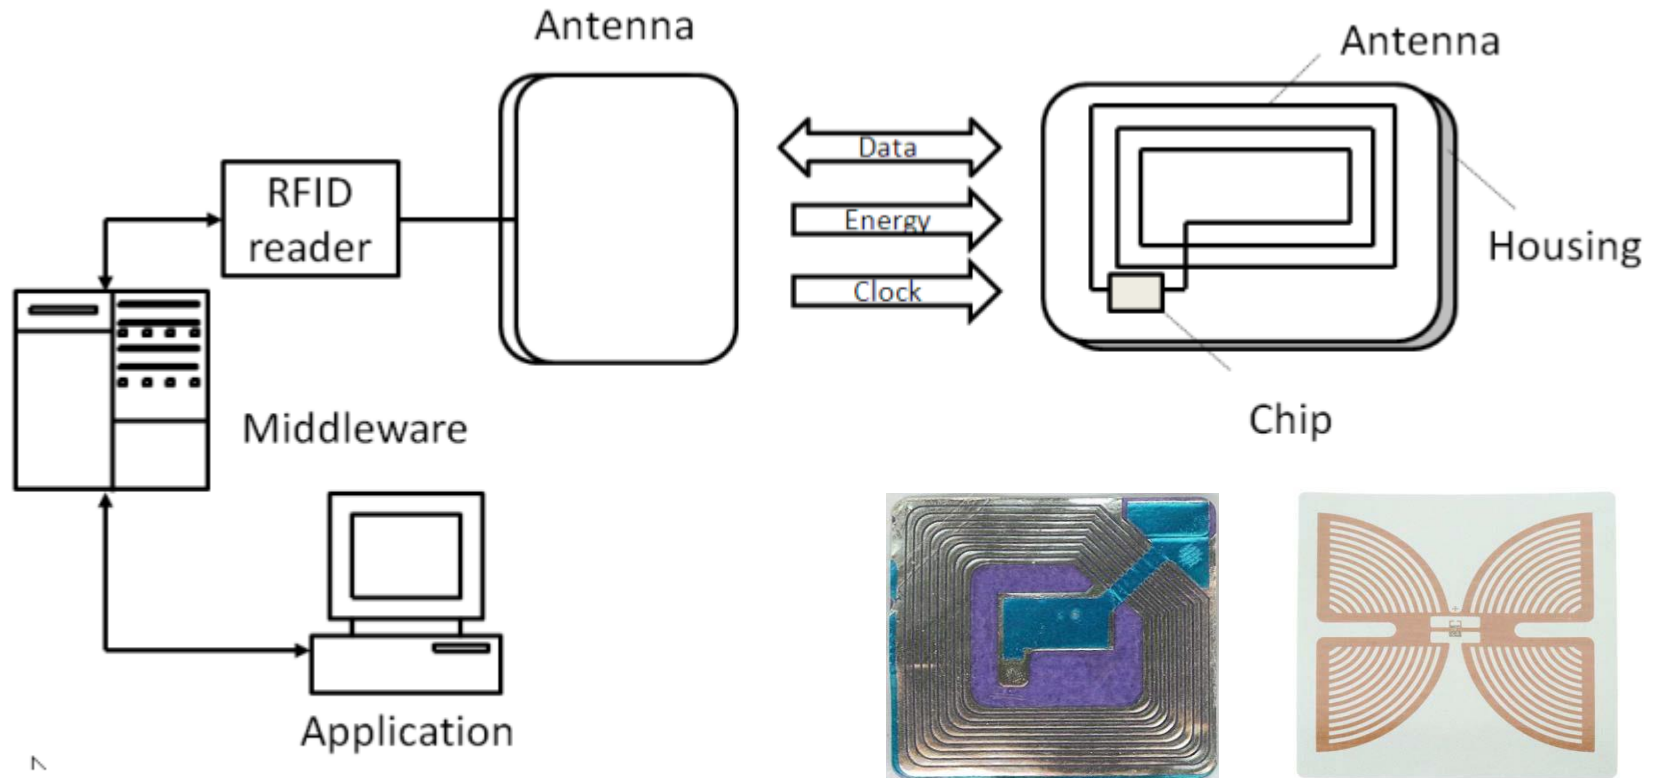 Antenna
Antenna
RFID
reader
Data
Energy
Clock
Housing
Chip
Middleware
Application